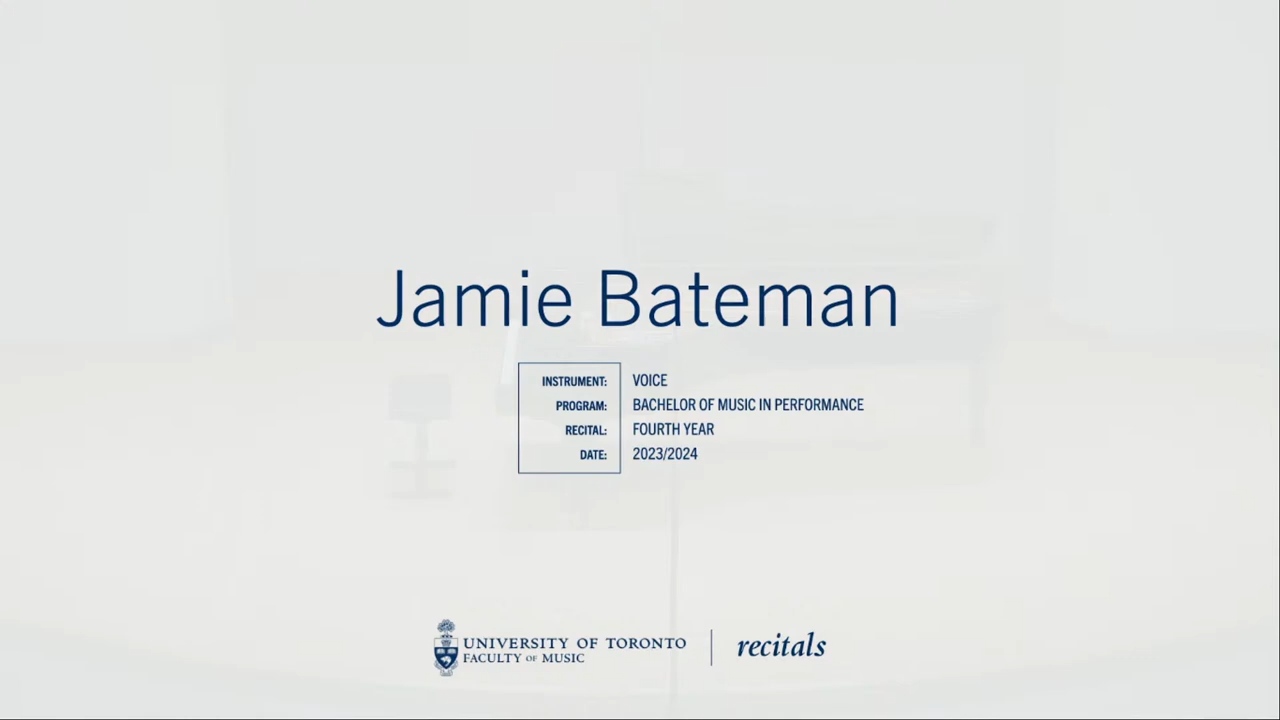 Jamie Bateman
INSTRUMENT: VOICE
PROGRAM: BACHELOR OF MUSIC IN PERFORMANCE
RECITAL: FOURTH YEAR
DATE: 2023/2024
UNIVERSITY OF TORONTO
FACULTY OF MUSIC
recitals